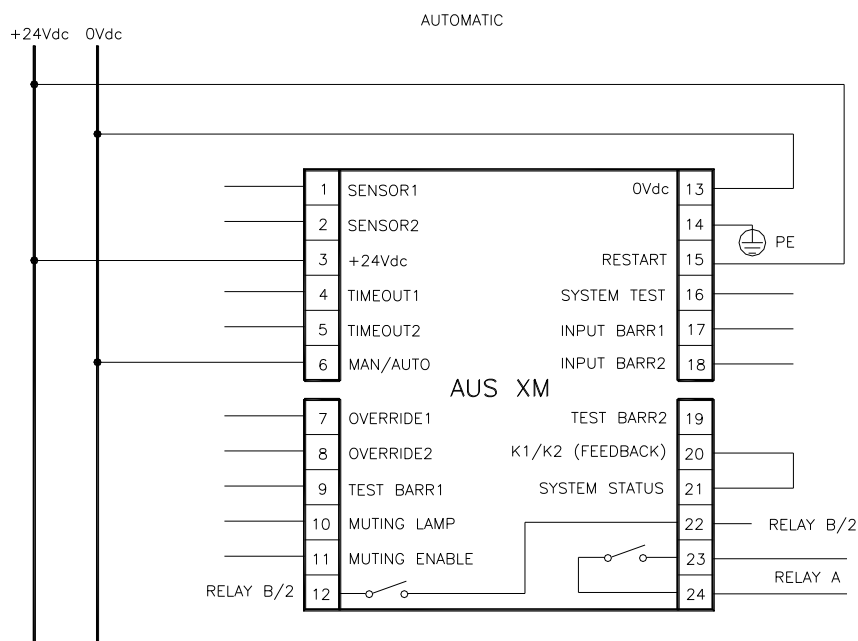 AUTOMATIC
+24Vdc 0Vdc
1 SENSOR1 0Vdc 13
2 SENSOR2 14 PE
3 +24Vdc RESTART 15
4 TIMEOUT1 SYSTEM TEST 16
5 TIMEOUT2 INPUT BARR1 17
6 MAN/AUTO INPUT BARR2 18
AUS XM
7 OVERRIDE1 TEST BARR2 19
8 OVERRIDE2 K1/K2 (FEEDBACK) 20
9 TEST BARR1 SYSTEM STATUS 21
10 MUTING LAMP 22 RELAY B/2
11 MUTING ENABLE 23
RELAY A
RELAY B/2 12 24